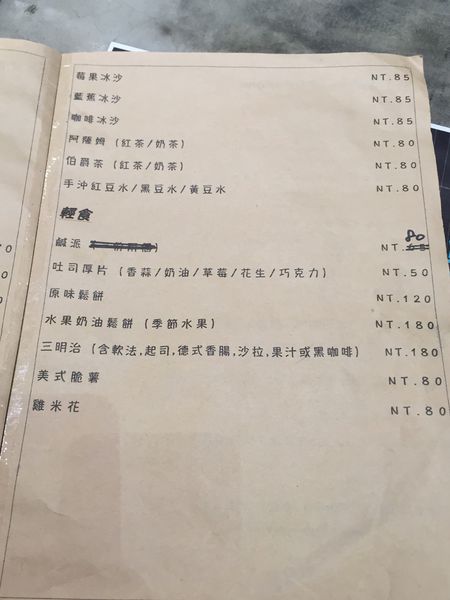 莓果冰沙 NT.85
藍蕉冰沙 NT.85
咖啡冰沙 NT.85
阿薩姆 (紅茶/奶茶) NT.80
伯爵茶 (紅茶/奶茶) NT.80
手沖紅豆水/黑豆水/黃豆水 NT.80
輕食
鹹派 NT.80
吐司厚片 (香蒜/奶油/草莓/花生/巧克力) NT.50
原味鬆餅 NT.120
水果奶油鬆餅 (季節水果) NT.180
三明治 (含軟法,起司,德式香腸,沙拉,果汁或黑咖啡) NT.180
美式脆薯 NT.80
雞米花 NT.80